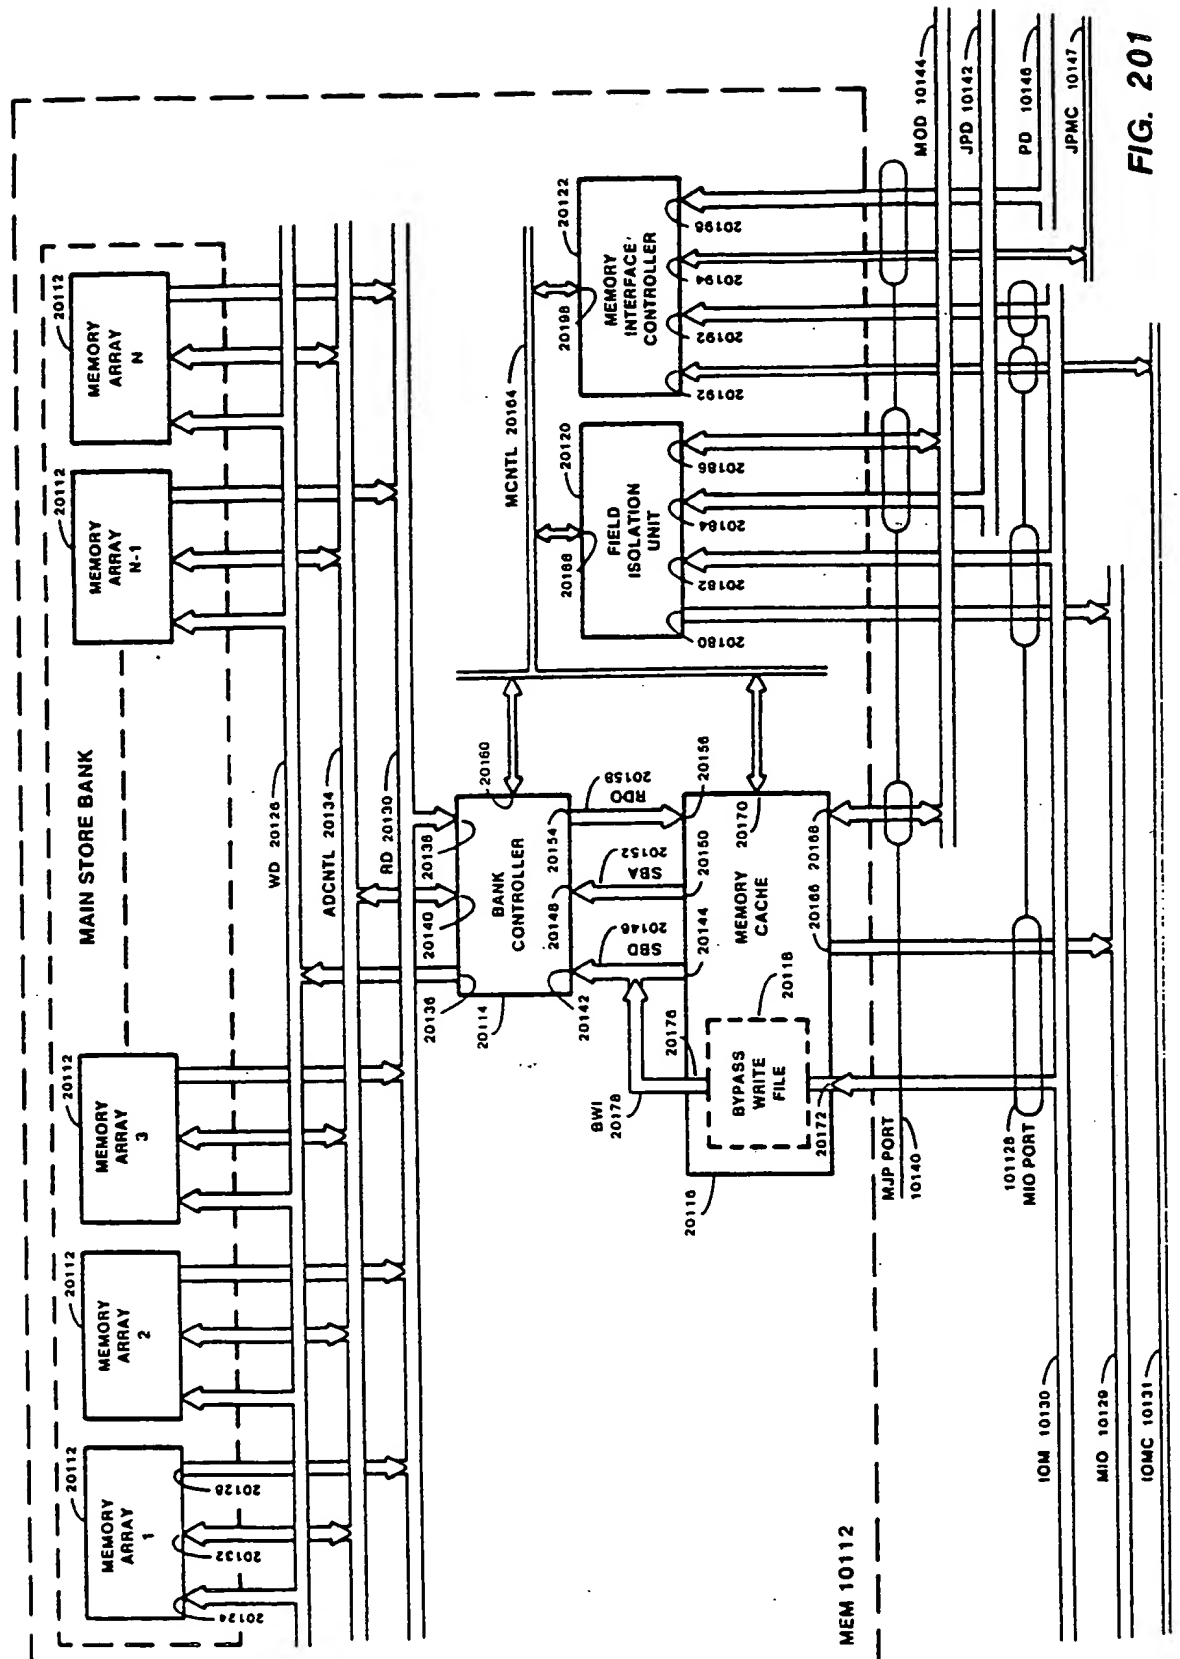 MEMORY
ARRAY
1
20112
MEMORY
ARRAY
2
20112
MEMORY
ARRAY
3
20112
MEMORY
ARRAY
N-1
20112
MEMORY
ARRAY
N
20112
MAIN STORE BANK
20124
20132
20128
WD 20126
ADCNTL 20134
RD 20130
20136
20140
20138
20160
20114
BANK
CONTROLLER
20142
20148
20154
SBD
20146
SBA
20152
RDO
20158
20144
20150
20156
BWI
20178
20176
20118
BYPASS
WRITE
FILE
MEMORY
CACHE
20170
20116
20172
20166
20168
MCNTL 20164
20188
20120
FIELD
ISOLATION
UNIT
20180
20182
20184
20186
20198
20122
MEMORY
INTERFACE/
CONTROLLER
20192
20192
20194
20196
MEM 10112
MJP PORT
10140
10112B
MIO PORT
MOD 10144
JPD 10142
PD 10146
JPMC 10147
IOM 10130
MIO 10129
IOMC 10131
FIG. 201